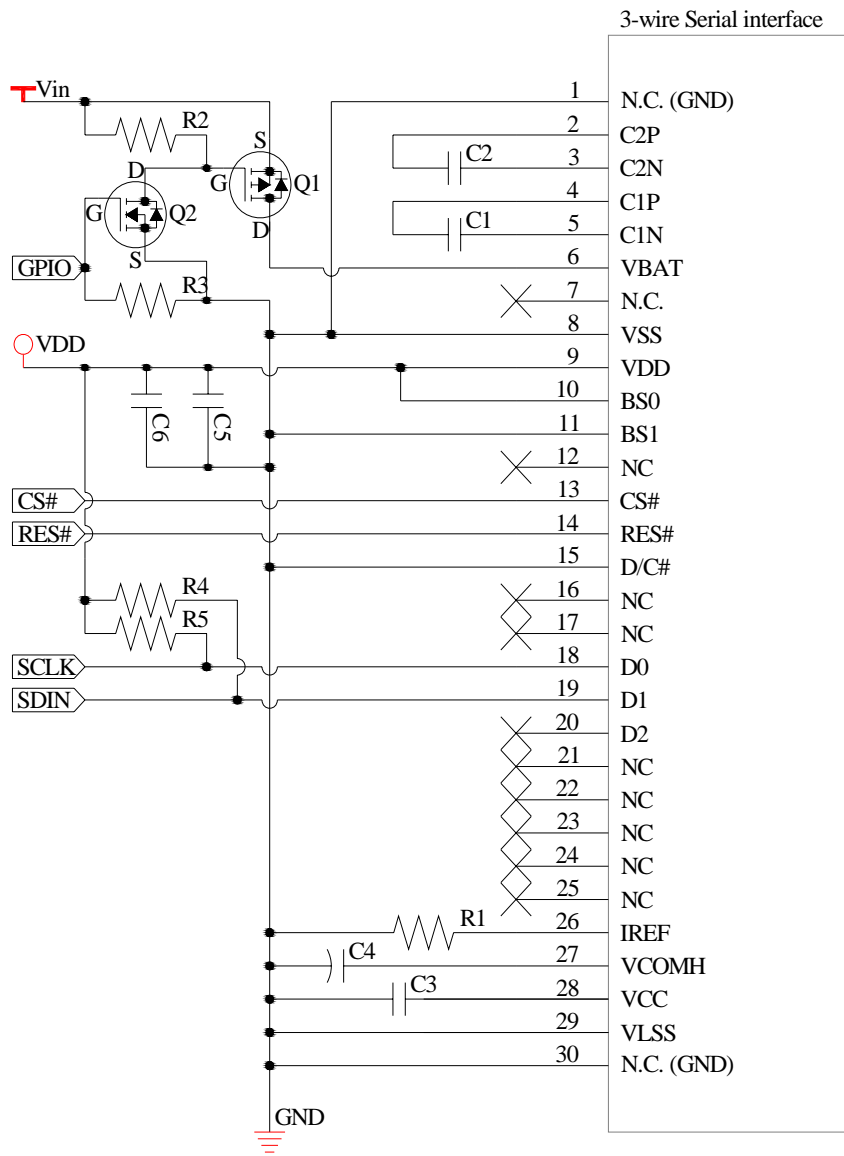 3-wire Serial interface
Vin
R2
S
G
Q1
D
D
G
Q2
S
GPIO
R3
VDD
C6
C5
CS#
RES#
R4
R5
SCLK
SDIN
C2
C1
R1
C4
C3
GND
1 N.C. (GND)
2 C2P
3 C2N
4 C1P
5 C1N
6 VBAT
7 N.C.
8 VSS
9 VDD
10 BS0
11 BS1
12 NC
13 CS#
14 RES#
15 D/C#
16 NC
17 NC
18 D0
19 D1
20 D2
21 NC
22 NC
23 NC
24 NC
25 NC
26 IREF
27 VCOMH
28 VCC
29 VLSS
30 N.C. (GND)